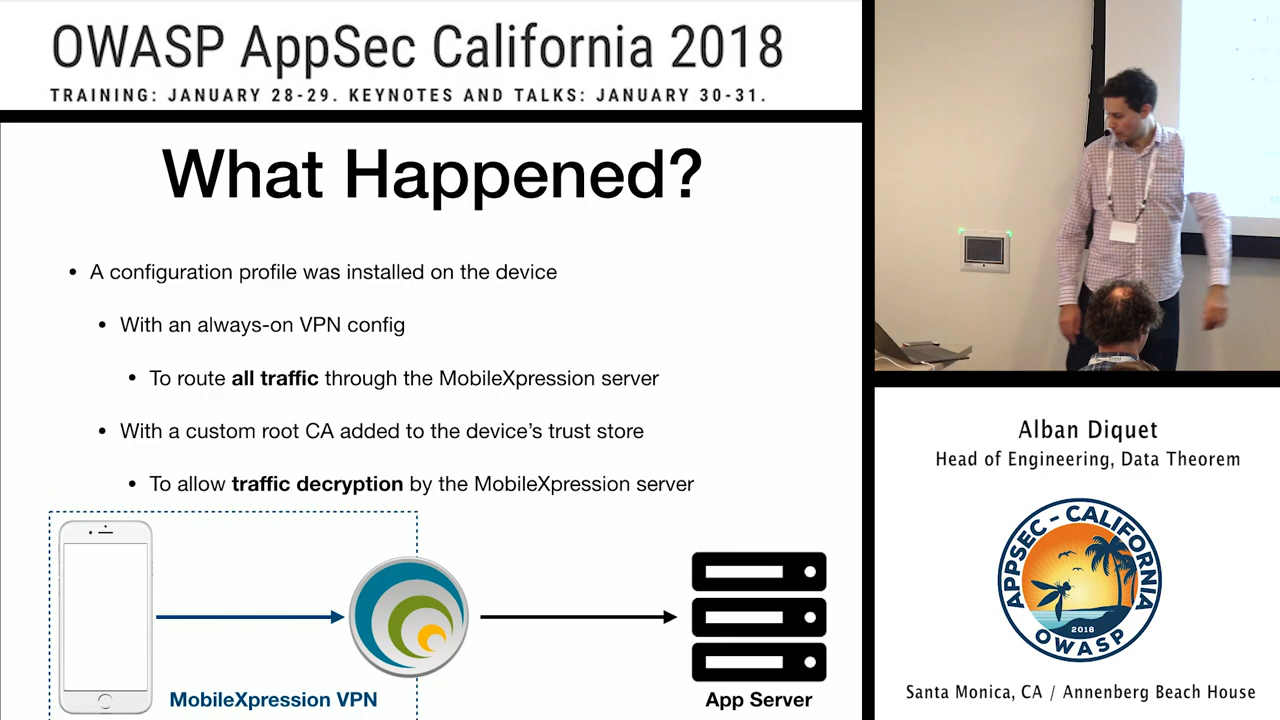 OWASP AppSec California 2018
TRAINING: JANUARY 28-29. KEYNOTES AND TALKS: JANUARY 30-31.
What Happened?
• A configuration profile was installed on the device
• With an always-on VPN config
• To route all traffic through the MobileXpression server
• With a custom root CA added to the device's trust store
• To allow traffic decryption by the MobileXpression server
MobileXpression VPN
App Server
Alban Diquet
Head of Engineering, Data Theorem
APPSEC - CALIFORNIA
2018
OWASP
Santa Monica, CA / Annenberg Beach House